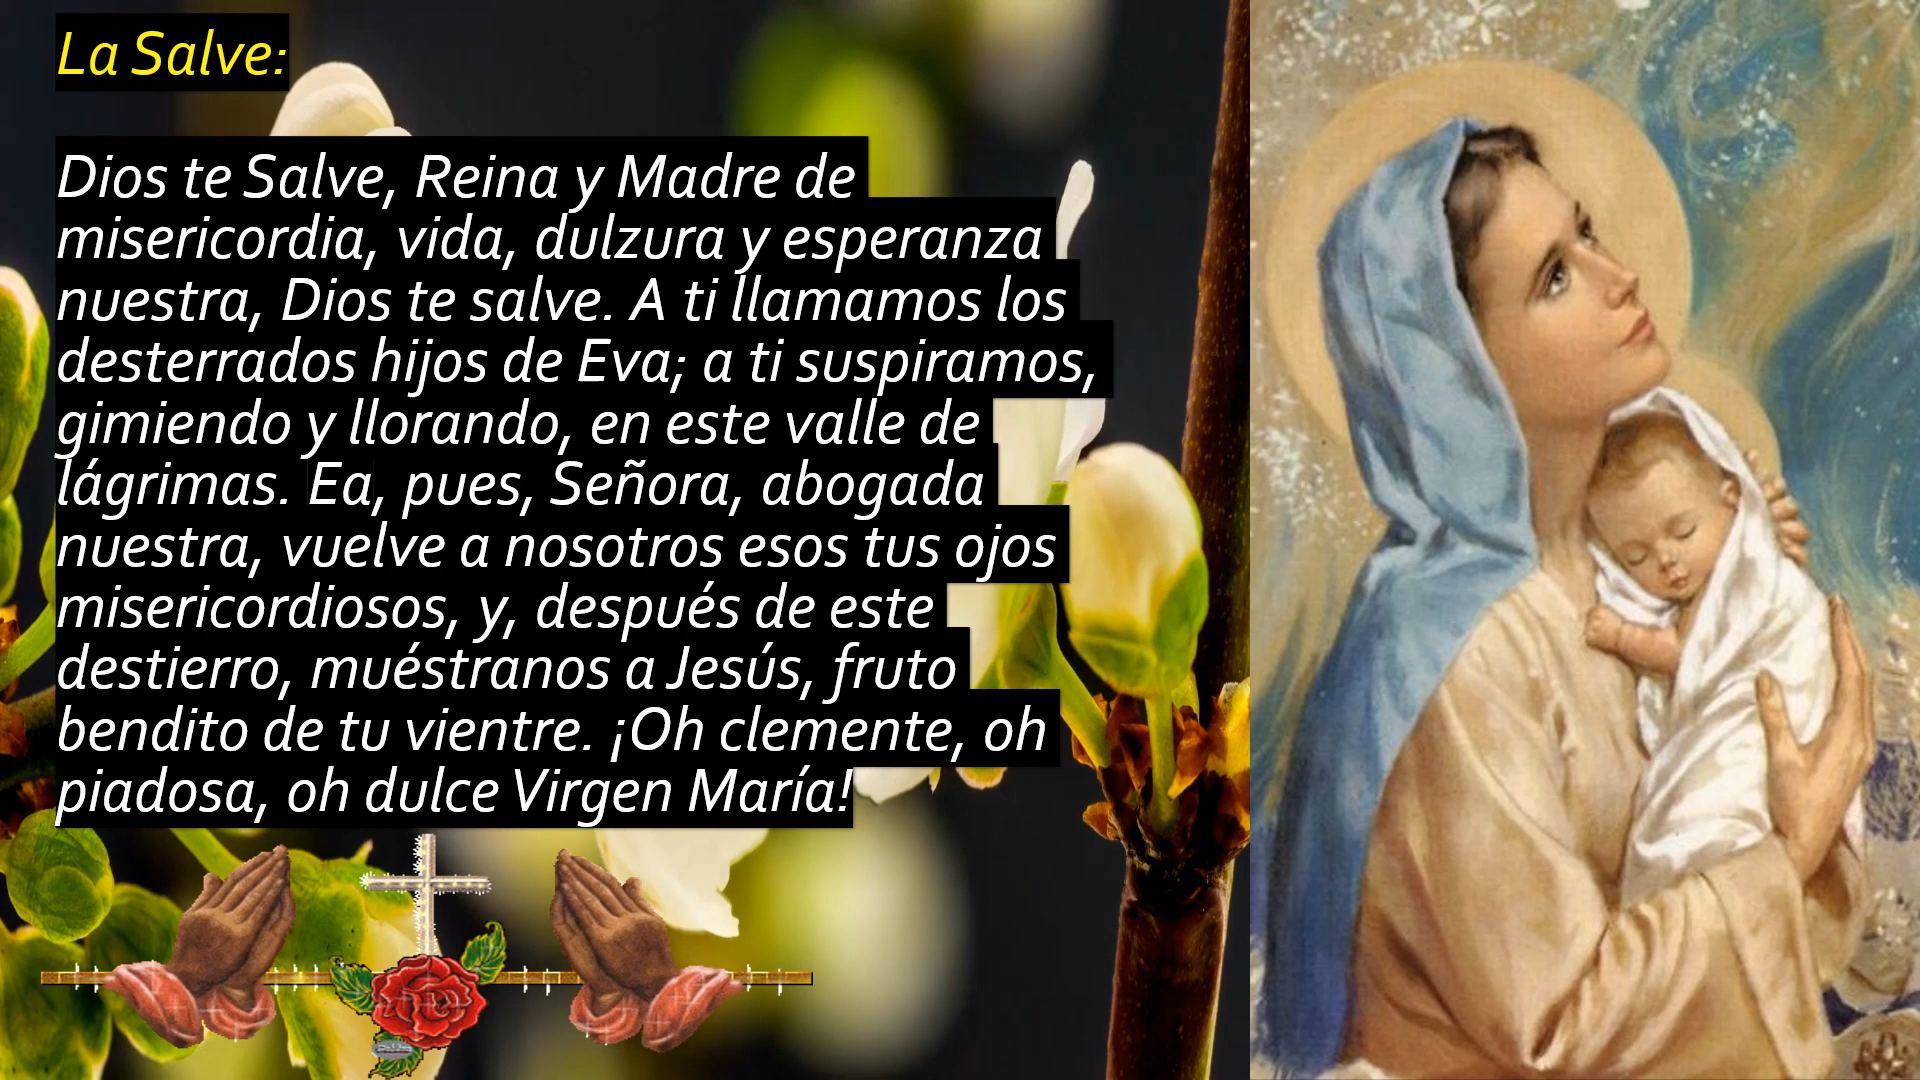 La Salve:
Dios te Salve, Reina y Madre de
misericordia, vida, dulzura y esperanza
nuestra, Dios te salve. A ti llamamos los
desterrados hijos de Eva; a ti suspiramos,
gimiendo y llorando, en este valle de
lágrimas. Ea, pues, Señora, abogada
nuestra, vuelve a nosotros esos tus ojos
misericordiosos, y, después de este
destierro, muéstranos a Jesús, fruto
bendito de tu vientre. ¡Oh clemente, oh
piadosa, oh dulce Virgen María!